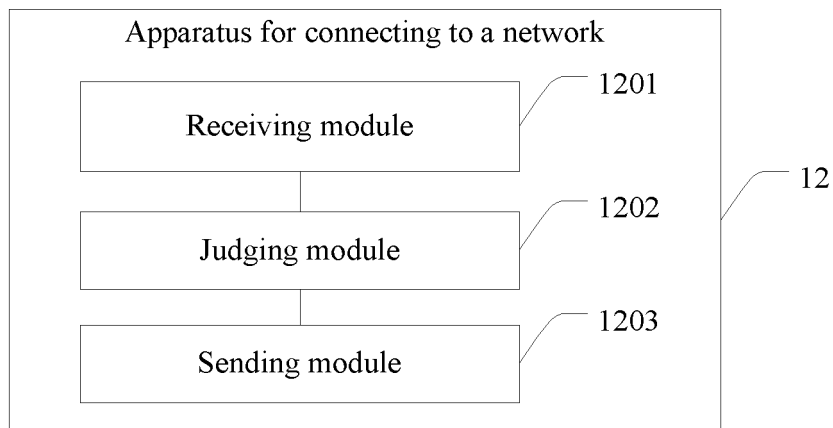 Apparatus for connecting to a network
1201
Receiving module
12
1202
Judging module
1203
Sending module